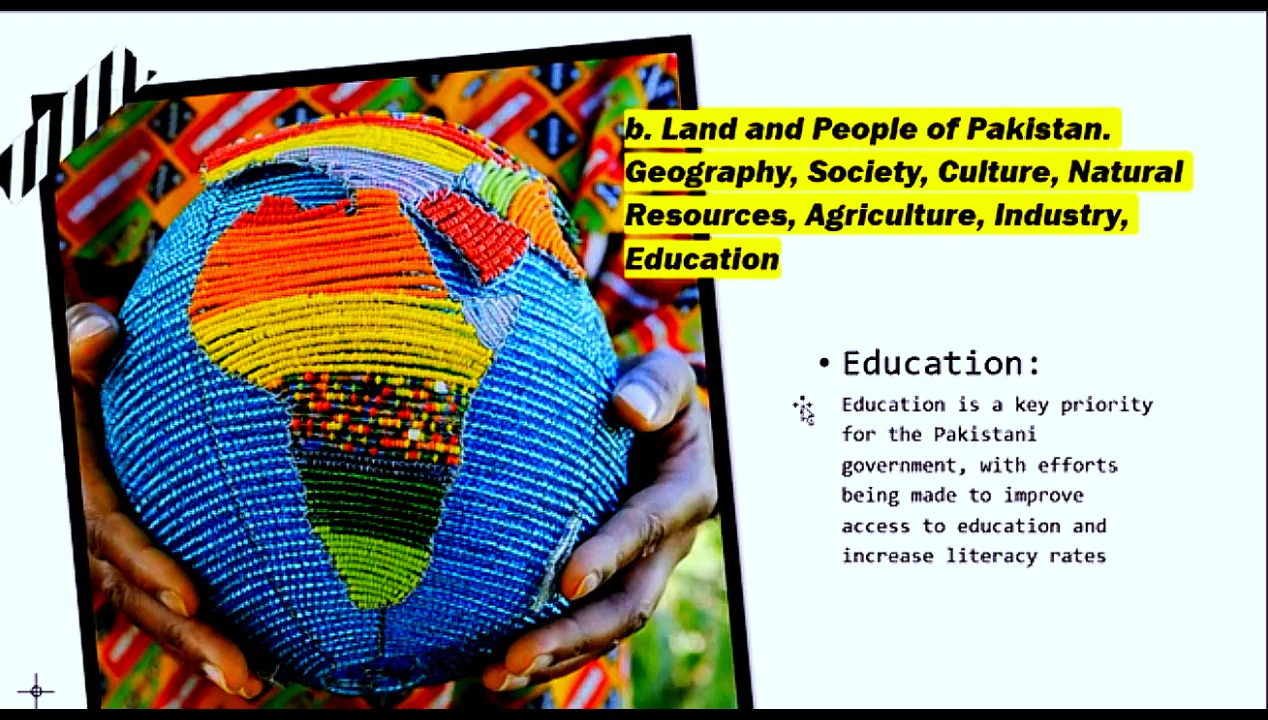 b. Land and People of Pakistan.
Geography, Society, Culture, Natural
Resources, Agriculture, Industry,
Education
• Education:
Education is a key priority
for the Pakistani
government, with efforts
being made to improve
access to education and
increase literacy rates